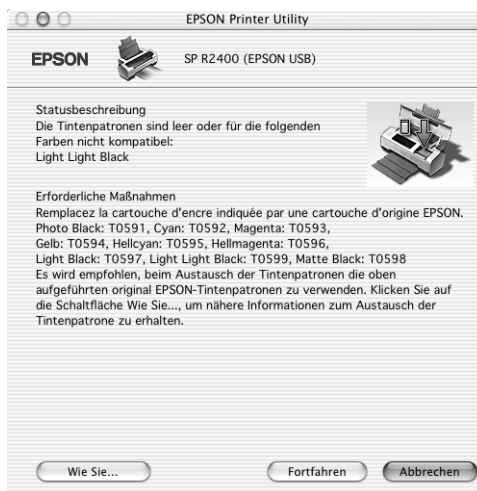 EPSON Printer Utility
EPSON
SP R2400 (EPSON USB)
Statusbeschreibung
Die Tintenpatronen sind leer oder für die folgenden
Farben nicht kompatibel:
Light Light Black
Erforderliche Maßnahmen
Remplacez la cartouche d'encre indiquée par une cartouche d'origine EPSON.
Photo Black: T0591, Cyan: T0592, Magenta: T0593,
Gelb: T0594, Hellcyan: T0595, Hellmagenta: T0596,
Light Black: T0597, Light Light Black: T0599, Matte Black: T0598
Es wird empfohlen, beim Austausch der Tintenpatronen die oben
aufgeführten original EPSON-Tintenpatronen zu verwenden. Klicken Sie auf
die Schaltfläche Wie Sie..., um nähere Informationen zum Austausch der
Tintenpatrone zu erhalten.
Wie Sie...
Fortfahren
Abbrechen